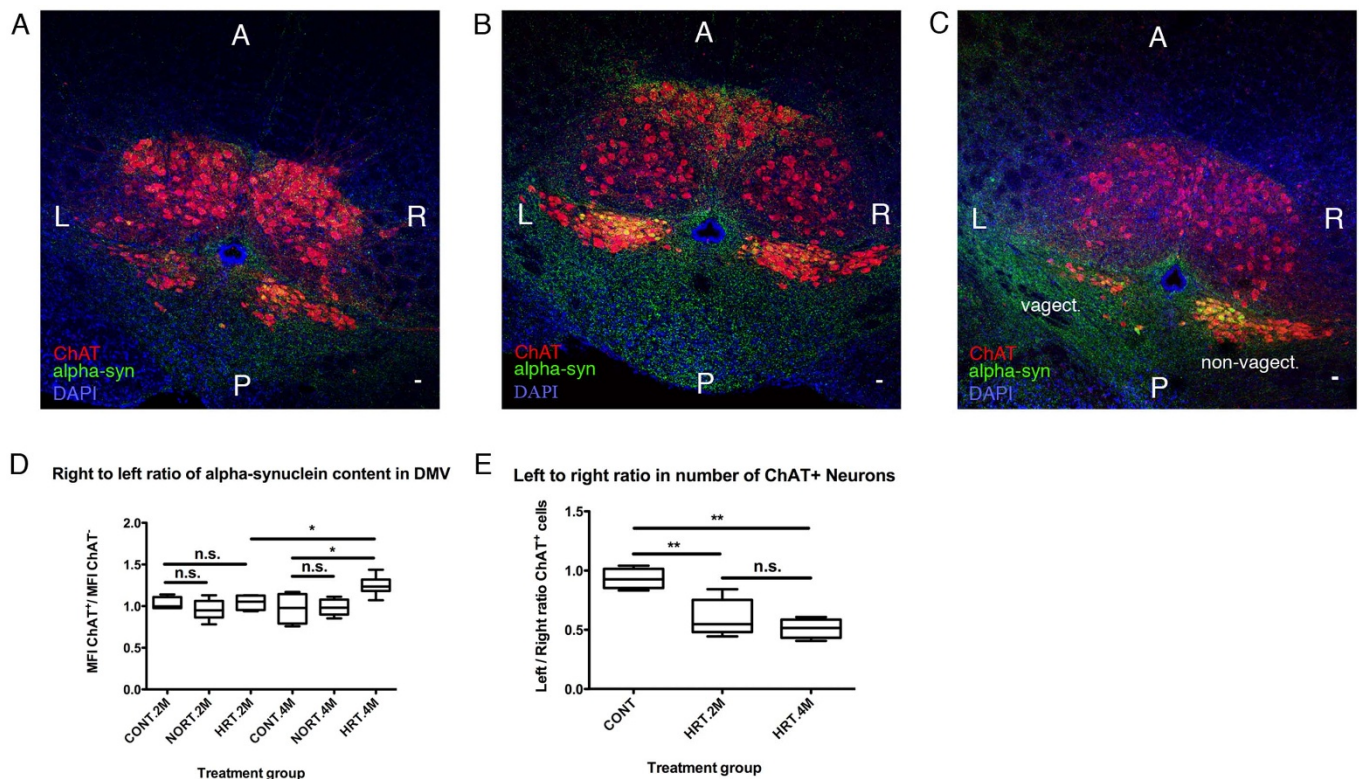 A
A
L
R
ChAT
alpha-syn
DAPI
P
-
B
A
L
R
ChAT
alpha-syn
DAPI
P
-
C
A
L
R
vagect.
non-vagect.
ChAT
alpha-syn
DAPI
P
-
D
Right to left ratio of alpha-synuclein content in DMV
MFI ChAT⁺/ MFI ChAT⁻
2.0
1.5
1.0
0.5
0.0
n.s.
n.s.
*
*
n.s.
CONT.2M
NORT.2M
HRT.2M
CONT.4M
NORT.4M
HRT.4M
Treatment group
E
Left to right ratio in number of ChAT+ Neurons
Left / Right ratio ChAT⁺ cells
1.5
1.0
0.5
0.0
**
**
n.s.
CONT
HRT.2M
HRT.4M
Treatment group